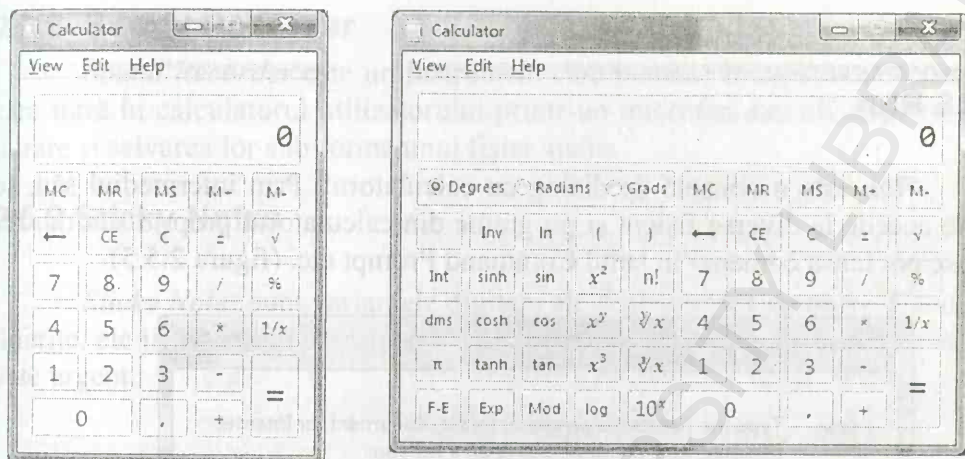 Calculator
View Edit Help
0
MC MR MS M+ M-
← CE C ± √
7 8 9 / %
4 5 6 * 1/x
1 2 3 - =
0 , +
Calculator
View Edit Help
0
Degrees Radians Grads MC MR MS M+ M-
Inv ln ( ) ← CE C ± √
Int sinh sin x² n! 7 8 9 / %
dms cosh cos xʸ ʸ√x 4 5 6 * 1/x
π tanh tan x³ ³√x 1 2 3 - =
F-E Exp Mod log 10ˣ 0 , +